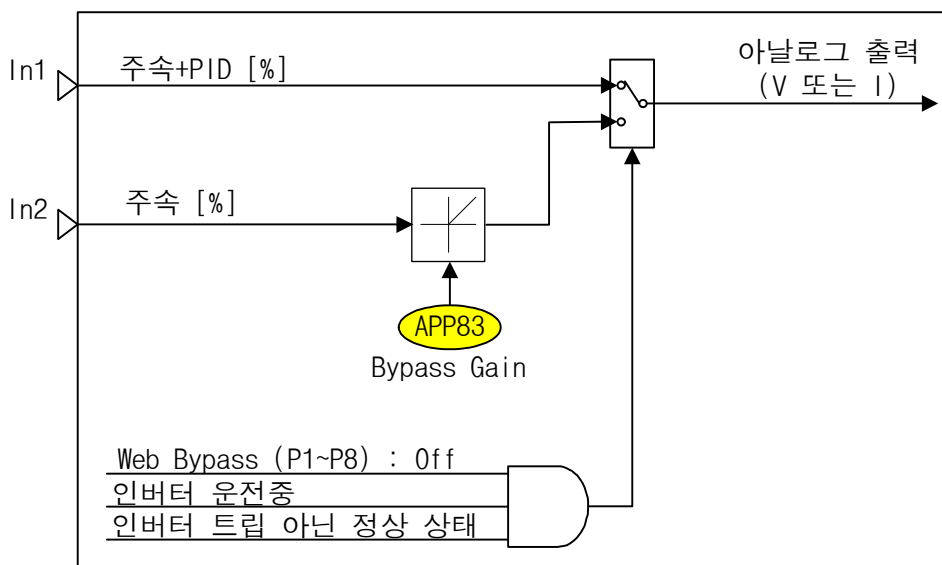 In1
주속+PID [%]
아날로그 출력
(V 또는 I)
In2
주속 [%]
APP83
Bypass Gain
Web Bypass (P1~P8) : Off
인버터 운전중
인버터 트립 아닌 정상 상태